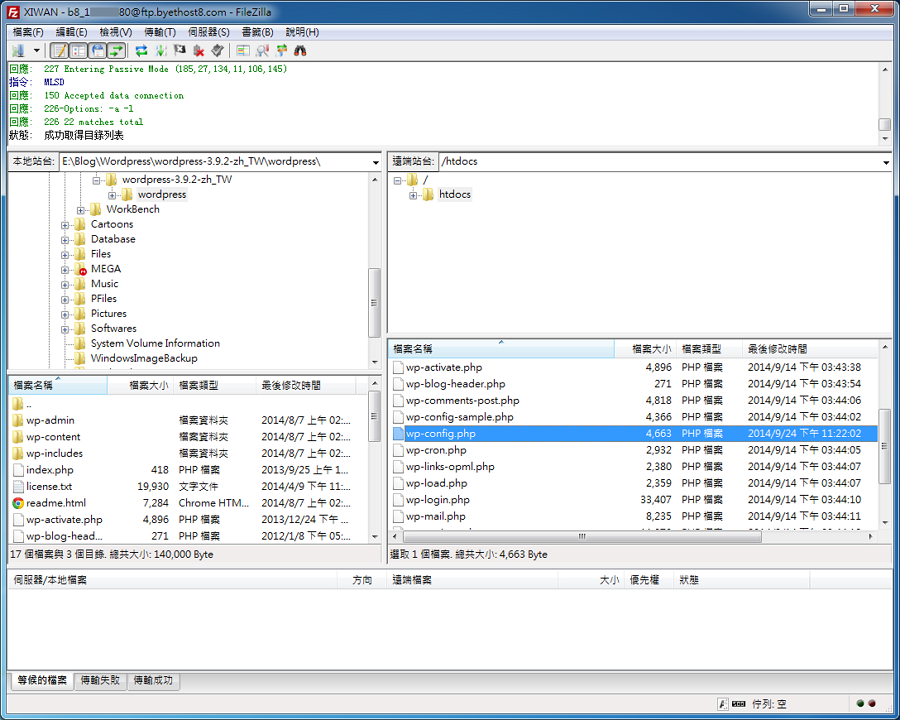 XIWAN - b8_1 80@ftp.byethost8.com - FileZilla
檔案(F) 編輯(E) 檢視(V) 傳輸(T) 伺服器(S) 書籤(B) 說明(H)
回應: 227 Entering Passive Mode (185,27,134,11,106,145)
指令: MLSD
回應: 150 Accepted data connection
回應: 226-Options: -a -l
回應: 226 22 matches total
狀態: 成功取得目錄列表
本地站台: E:\Blog\Wordpress\wordpress-3.9.2-zh_TW\wordpress\
wordpress-3.9.2-zh_TW
wordpress
WorkBench
Cartoons
Database
Files
MEGA
Music
PFiles
Pictures
Softwares
System Volume Information
WindowsImageBackup
檔案名稱 檔案大小 檔案類型 最後修改時間
..
wp-admin 檔案資料夾 2014/8/7 上午 02:...
wp-content 檔案資料夾 2014/8/7 上午 02:...
wp-includes 檔案資料夾 2014/8/7 上午 02:...
index.php 418 PHP 檔案 2013/9/25 上午 1...
license.txt 19,930 文字文件 2014/4/9 下午 11:...
readme.html 7,284 Chrome HTM... 2014/8/7 上午 02:...
wp-activate.php 4,896 PHP 檔案 2013/12/24 下午 ...
wp-blog-head... 271 PHP 檔案 2012/1/8 下午 05:...
17 個檔案與 3 個目錄. 總共大小: 140,000 Byte
遠端站台: /htdocs
/
htdocs
檔案名稱 檔案大小 檔案類型 最後修改時間
wp-activate.php 4,896 PHP 檔案 2014/9/14 下午 03:43:38
wp-blog-header.php 271 PHP 檔案 2014/9/14 下午 03:43:54
wp-comments-post.php 4,818 PHP 檔案 2014/9/14 下午 03:44:06
wp-config-sample.php 4,366 PHP 檔案 2014/9/14 下午 03:44:02
wp-config.php 4,663 PHP 檔案 2014/9/24 下午 11:22:02
wp-cron.php 2,932 PHP 檔案 2014/9/14 下午 03:44:05
wp-links-opml.php 2,380 PHP 檔案 2014/9/14 下午 03:44:07
wp-load.php 2,359 PHP 檔案 2014/9/14 下午 03:44:07
wp-login.php 33,407 PHP 檔案 2014/9/14 下午 03:44:10
wp-mail.php 8,235 PHP 檔案 2014/9/14 下午 03:44:11
選取 1 個檔案. 總共大小: 4,663 Byte
伺服器/本地檔案 方向 遠端檔案 大小 優先權 狀態
等候的檔案 傳輸失敗 傳輸成功
佇列: 空